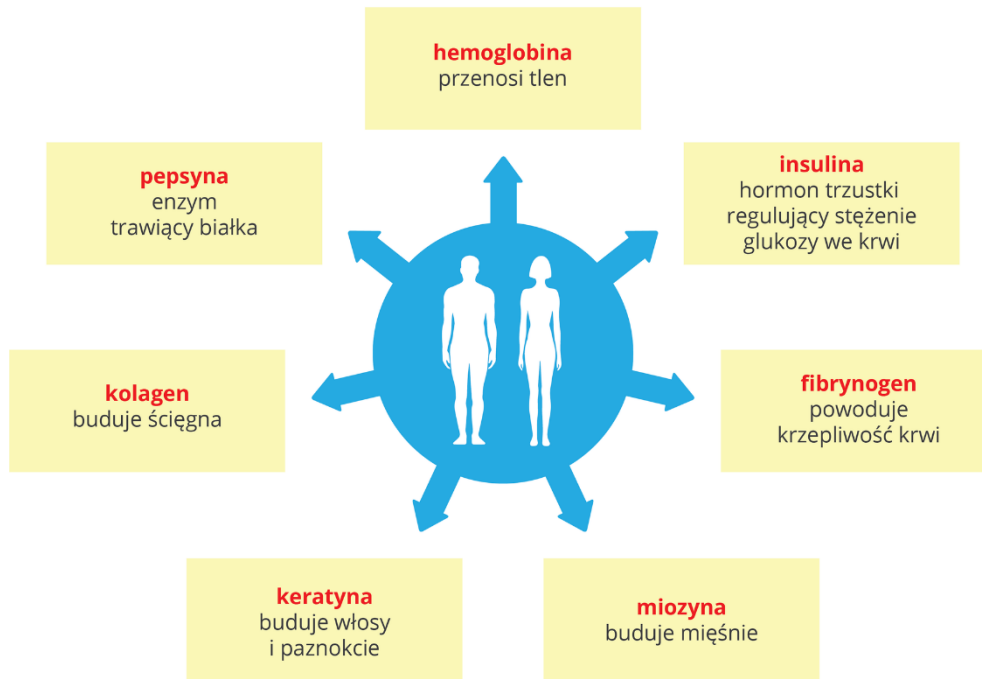 hemoglobina
przenosi tlen
pepsyna
enzym
trawiący białka
insulina
hormon trzustki
regulujący stężenie
glukozy we krwi
kolagen
buduje ścięgna
fibrynogen
powoduje
krzepliwość krwi
keratyna
buduje włosy
i paznokcie
miozyna
buduje mięśnie